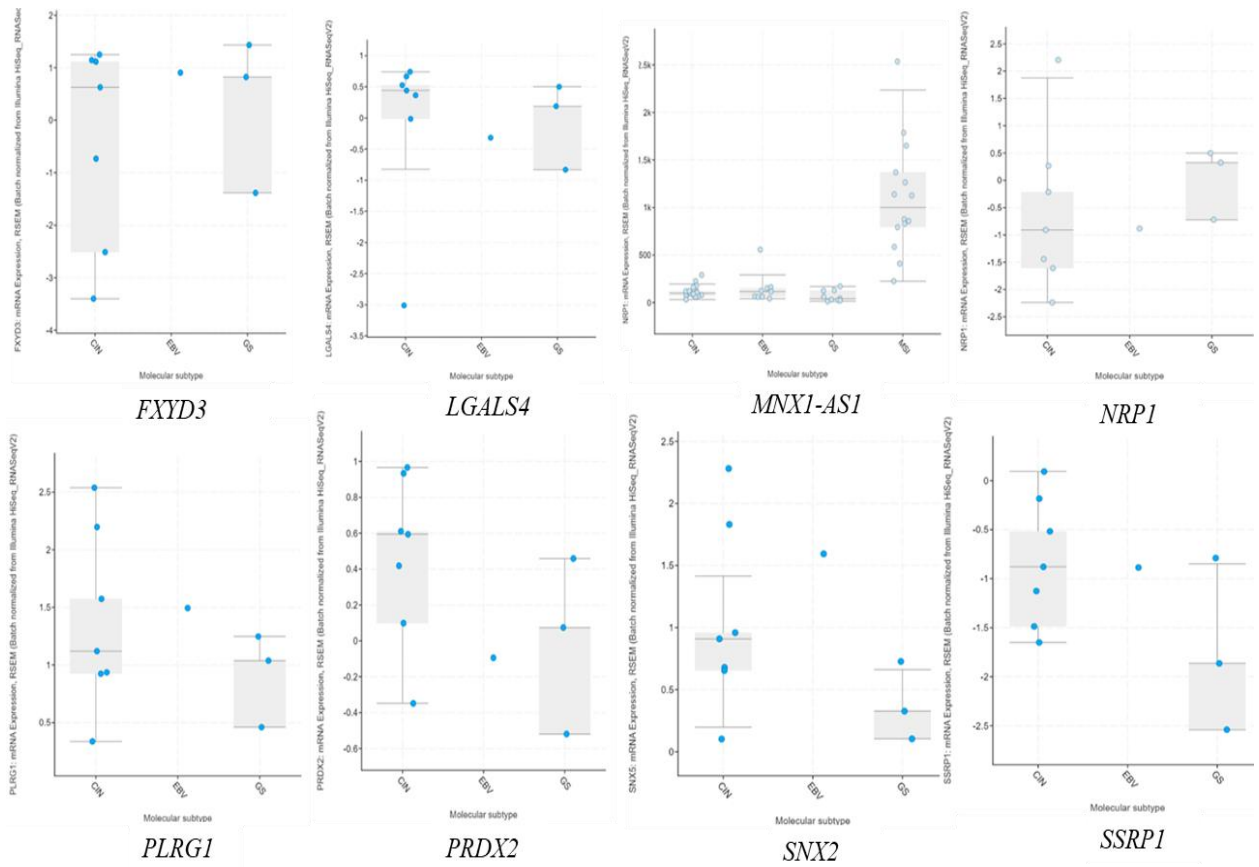 FXYD3: mRNA Expression, RSEM (Batch normalized from Illumina HiSeq_RNASeqV2)
2
1
0
-1
-2
-3
-4
CIN
EBV
GS
Molecular subtype
FXYD3
LGALS4: mRNA Expression, RSEM (Batch normalized from Illumina HiSeq_RNASeqV2)
1
0.5
0
-0.5
-1
-1.5
-2
-2.5
-3
-3.5
CIN
EBV
GS
Molecular subtype
LGALS4
NRP1: mRNA Expression, RSEM (Batch normalized from Illumina HiSeq_RNASeqV2)
2.5k
2k
1.5k
1k
500
0
CIN
EBV
GS
MSI
Molecular subtype
MNX1-AS1
NRP1: mRNA Expression, RSEM (Batch normalized from Illumina HiSeq_RNASeqV2)
2.5
2
1.5
1
0.5
0
-0.5
-1
-1.5
-2
-2.5
CIN
EBV
GS
Molecular subtype
NRP1
PLRG1: mRNA Expression, RSEM (Batch normalized from Illumina HiSeq_RNASeqV2)
2.5
2
1.5
1
0.5
CIN
EBV
GS
Molecular subtype
PLRG1
PRDX2: mRNA Expression, RSEM (Batch normalized from Illumina HiSeq_RNASeqV2)
1
0.8
0.6
0.4
0.2
0
-0.2
-0.4
-0.6
CIN
EBV
GS
Molecular subtype
PRDX2
SNX5: mRNA Expression, RSEM (Batch normalized from Illumina HiSeq_RNASeqV2)
2.5
2
1.5
1
0.5
0
CIN
EBV
GS
Molecular subtype
SNX2
SSRP1: mRNA Expression, RSEM (Batch normalized from Illumina HiSeq_RNASeqV2)
0
-0.5
-1
-1.5
-2
-2.5
CIN
EBV
GS
Molecular subtype
SSRP1